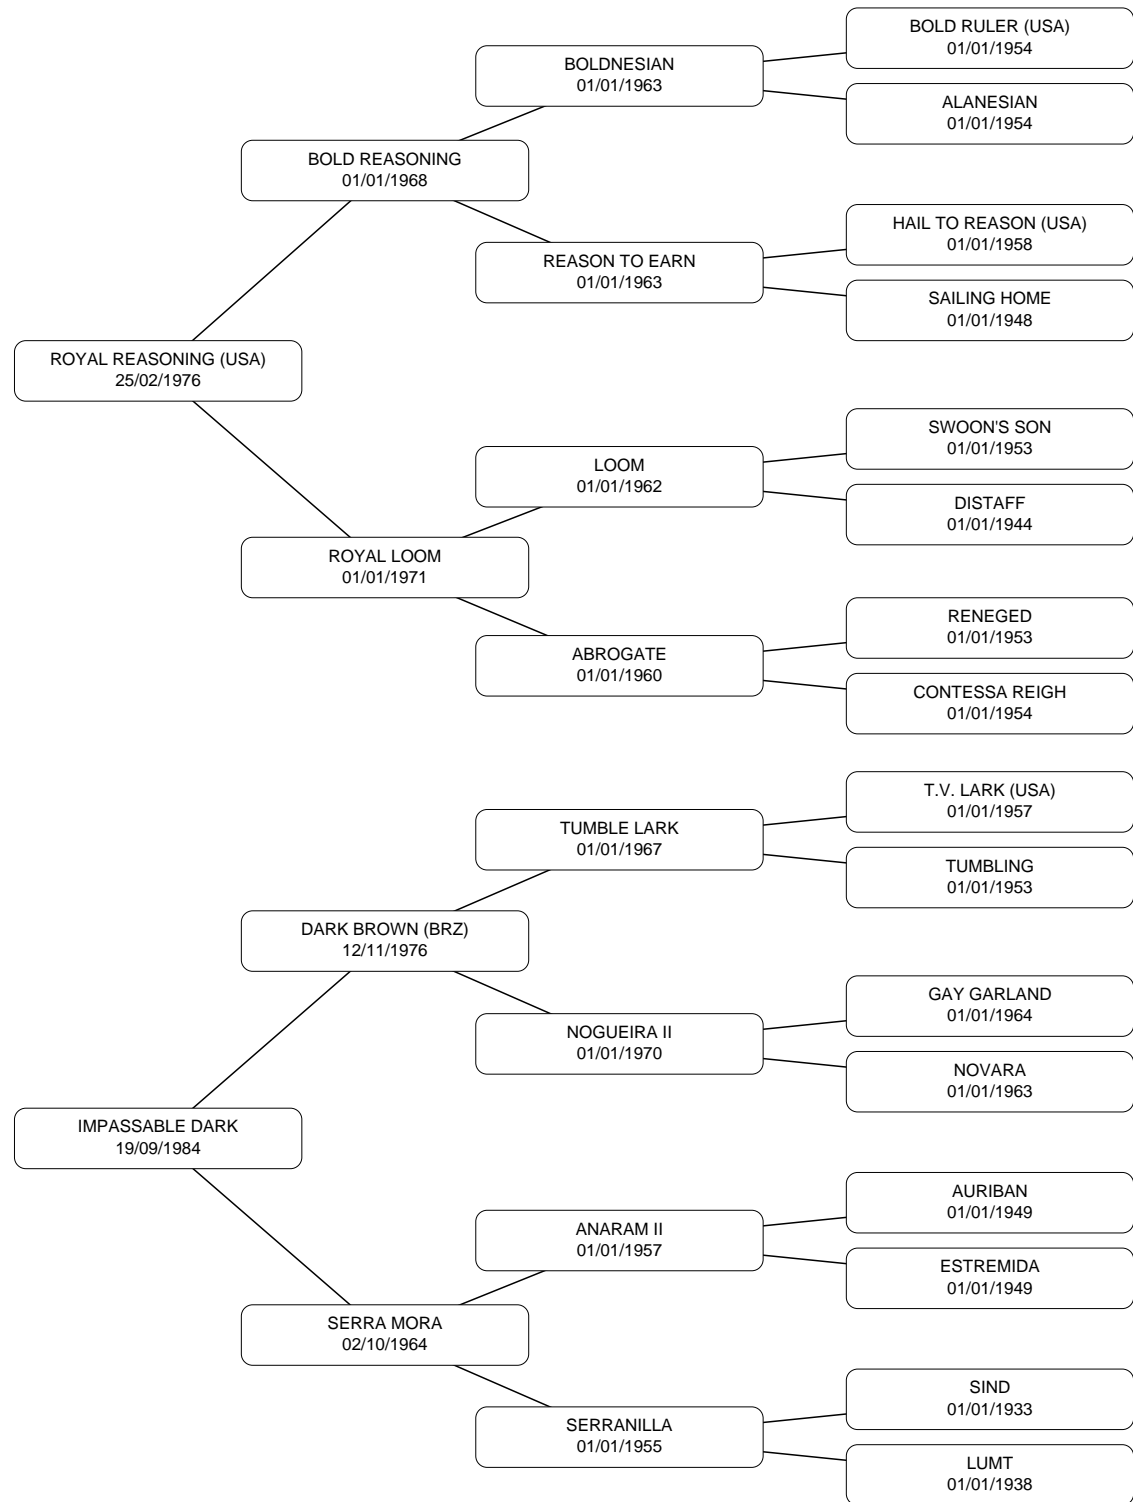 BOLD RULER (USA)
01/01/1954
BOLDNESIAN
01/01/1963
ALANESIAN
01/01/1954
BOLD REASONING
01/01/1968
HAIL TO REASON (USA)
01/01/1958
REASON TO EARN
01/01/1963
SAILING HOME
01/01/1948
ROYAL REASONING (USA)
25/02/1976
SWOON'S SON
01/01/1953
LOOM
01/01/1962
DISTAFF
01/01/1944
ROYAL LOOM
01/01/1971
RENEGED
01/01/1953
ABROGATE
01/01/1960
CONTESSA REIGH
01/01/1954
T.V. LARK (USA)
01/01/1957
TUMBLE LARK
01/01/1967
TUMBLING
01/01/1953
DARK BROWN (BRZ)
12/11/1976
GAY GARLAND
01/01/1964
NOGUEIRA II
01/01/1970
NOVARA
01/01/1963
IMPASSABLE DARK
19/09/1984
AURIBAN
01/01/1949
ANARAM II
01/01/1957
ESTREMIDA
01/01/1949
SERRA MORA
02/10/1964
SIND
01/01/1933
SERRANILLA
01/01/1955
LUMT
01/01/1938